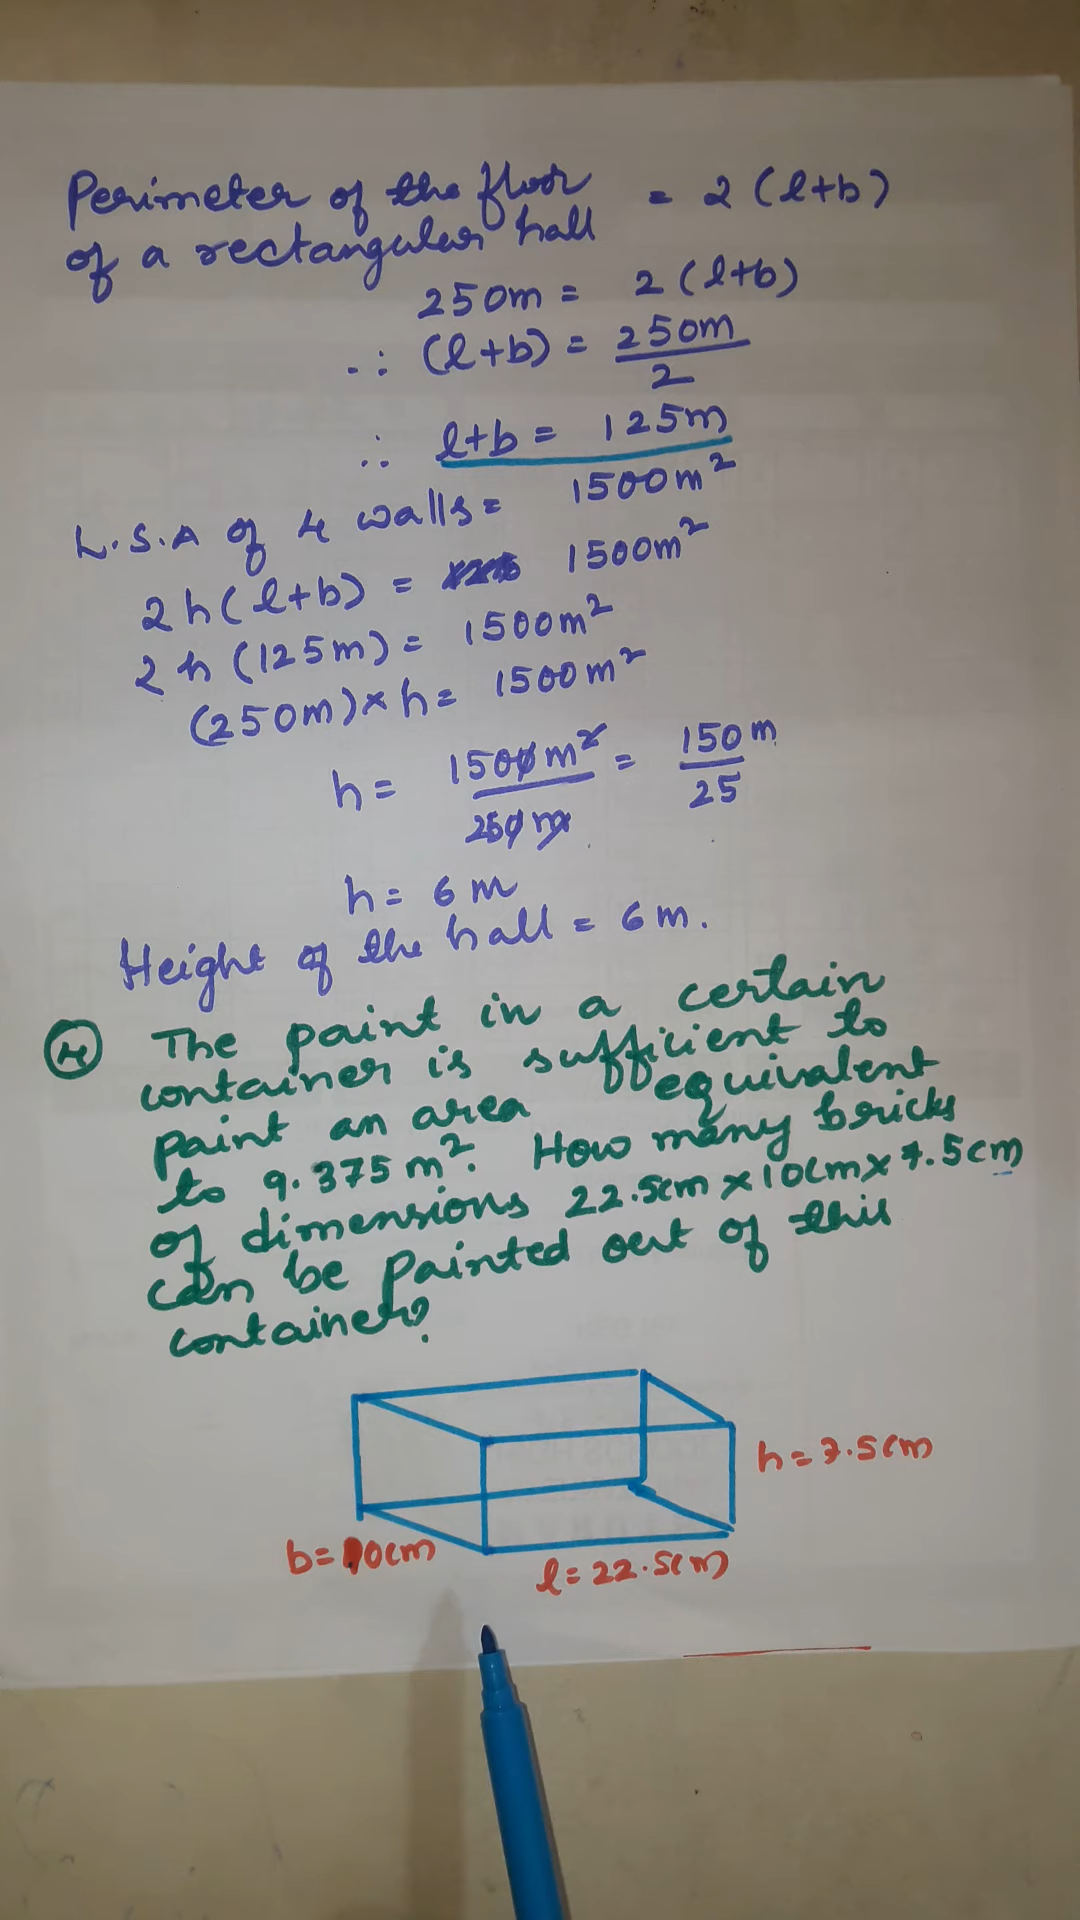 Perimeter of the floor = 2 (l+b)
of a rectangular hall
250m = 2 (l+b)
∴ (l+b) = 250m
2
∴ l+b = 125m
L.S.A of 4 walls = 1500m²
2h(l+b) = 1500m²
2h (125m) = 1500m²
(250m)×h = 1500m²
h = 1500m² = 150m
250m 25
h = 6m
Height of the hall = 6m.
④ The paint in a certain
container is sufficient to
paint an area equivalent
to 9.375m². How many bricks
of dimensions 22.5cm×10cm×7.5cm
can be painted out of this
container?
h=7.5cm
b=10cm
l=22.5cm